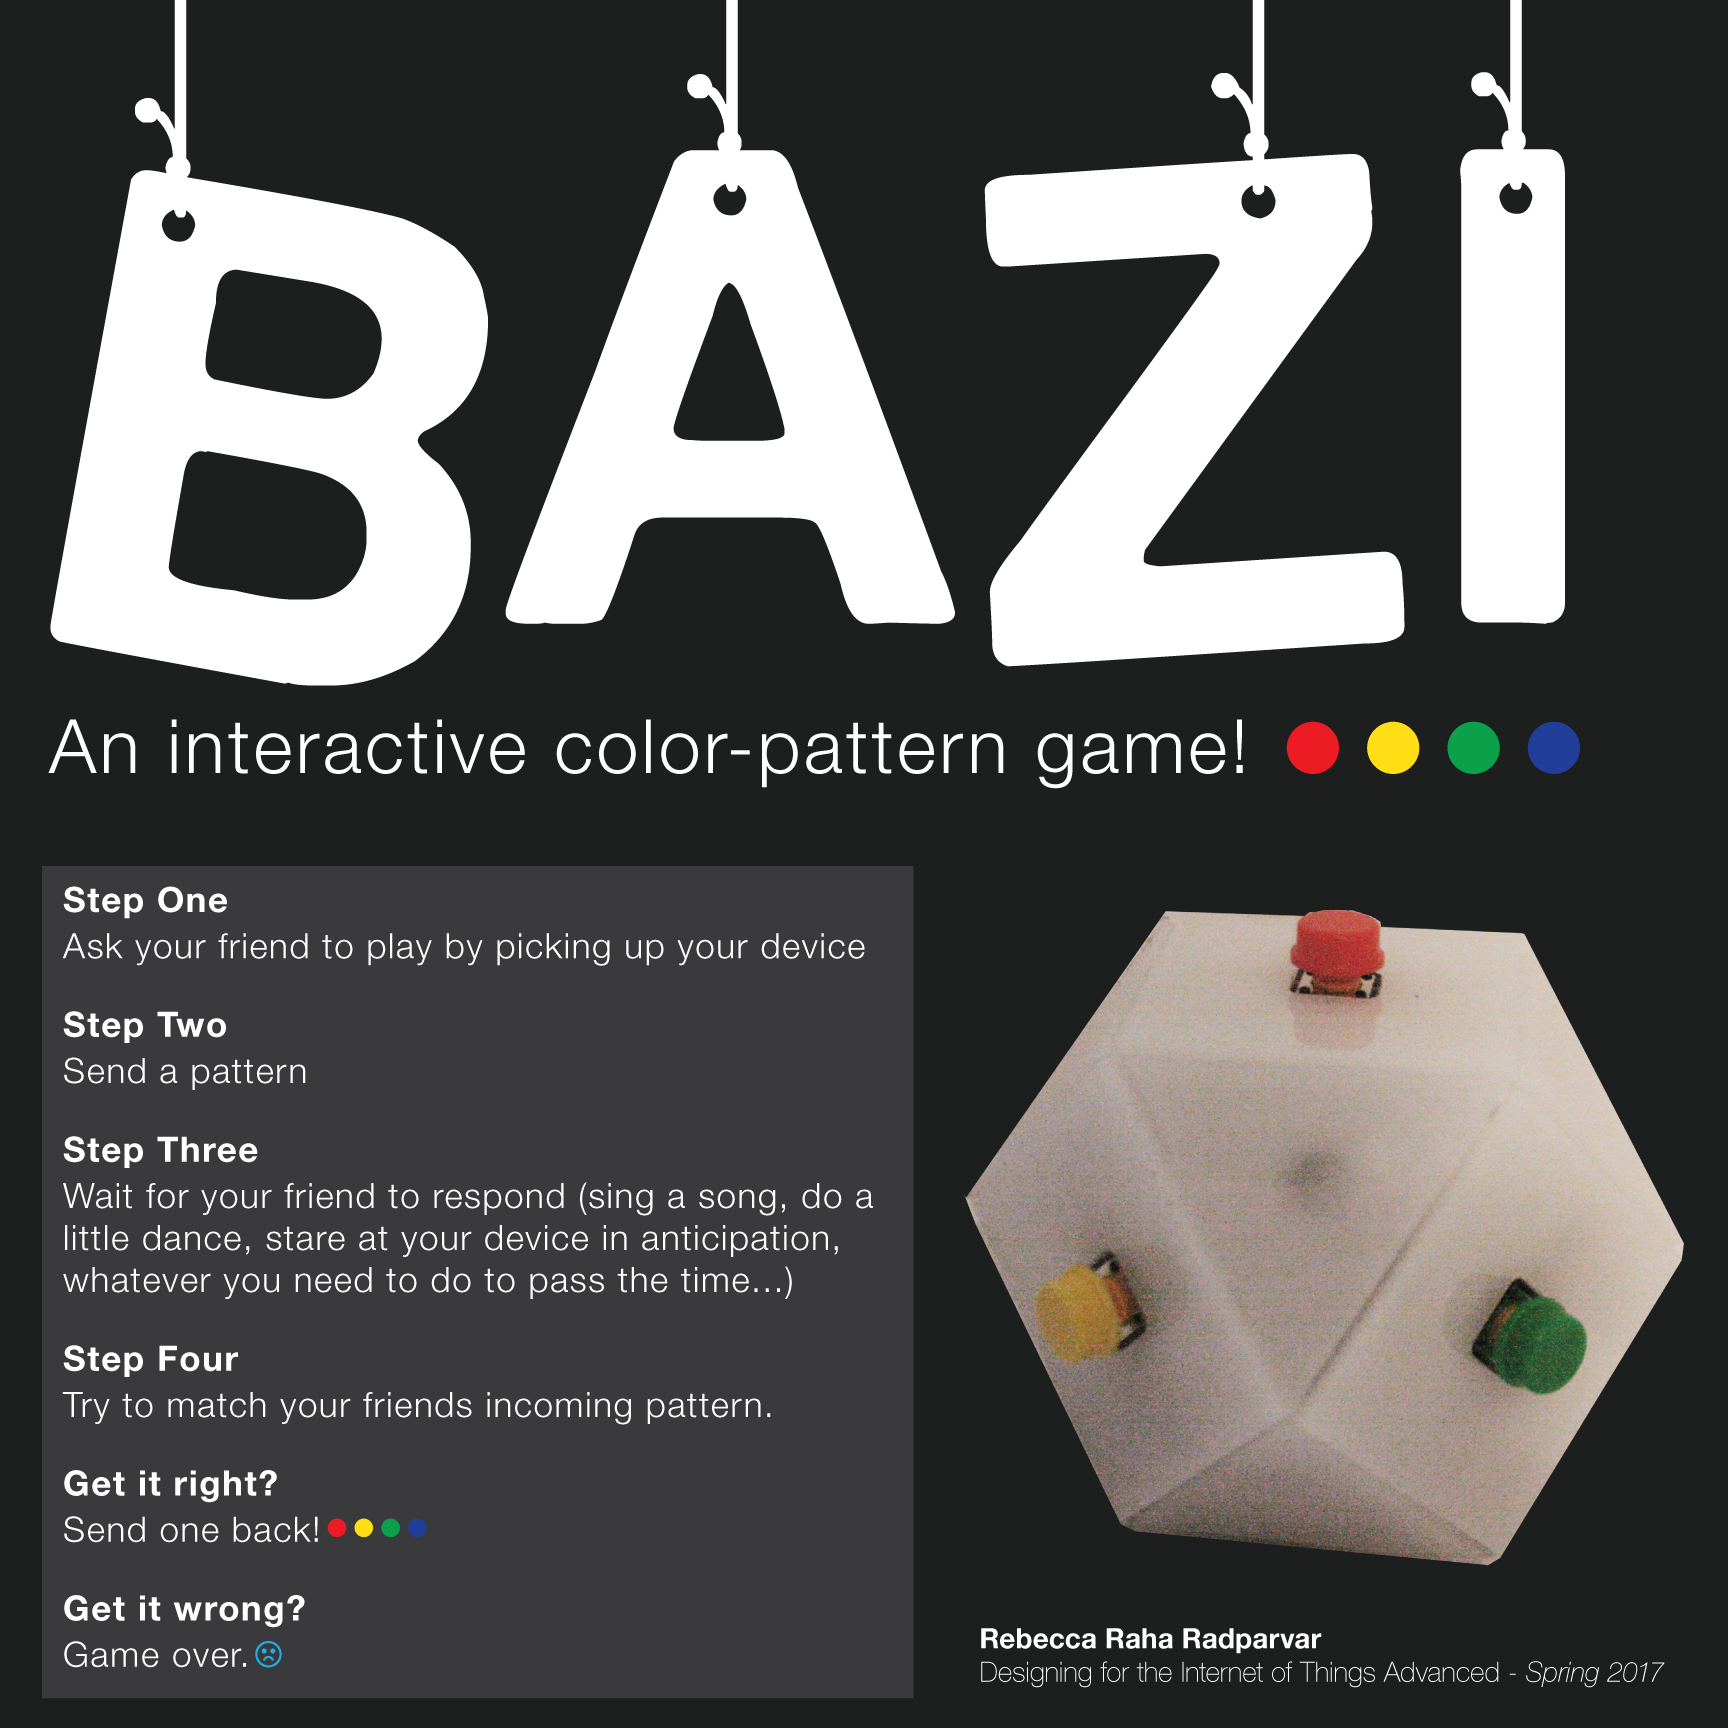 BAZI
An interactive color-pattern game!
Step One
Ask your friend to play by picking up your device
Step Two
Send a pattern
Step Three
Wait for your friend to respond (sing a song, do a
little dance, stare at your device in anticipation,
whatever you need to do to pass the time...)
Step Four
Try to match your friends incoming pattern.
Get it right?
Send one back!
Get it wrong?
Game over.
Rebecca Raha Radparvar
Designing for the Internet of Things Advanced - Spring 2017